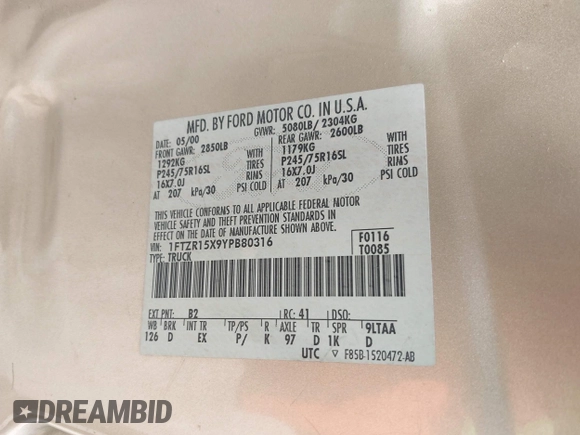 MFD. BY FORD MOTOR CO. IN U.S.A.
DATE: 05/00 GVWR: 5080LB/ 2304KG
FRONT GAWR: 2850LB REAR GAWR: 2600LB
1292KG WITH 1179KG WITH
P245/75R16SL TIRES P245/75R16SL TIRES
16X7.0J RIMS 16X7.0J RIMS
AT 207 kPa/30 PSI COLD AT 207 kPa/30 PSI COLD
THIS VEHICLE CONFORMS TO ALL APPLICABLE FEDERAL MOTOR
VEHICLE SAFETY AND THEFT PREVENTION STANDARDS IN
EFFECT ON THE DATE OF MANUFACTURE SHOWN ABOVE.
VIN: 1FTZR15X9YPB80316 F0116
TYPE: TRUCK T0085
EXT PNT: B2 RC: 41 DSO:
WB BRK INT TR TP/PS R AXLE TR SPR 9LTAA
126 D EX P/ K 97 D 1K D
UTC ▽ F85B-1520472-AB
DREAMBID